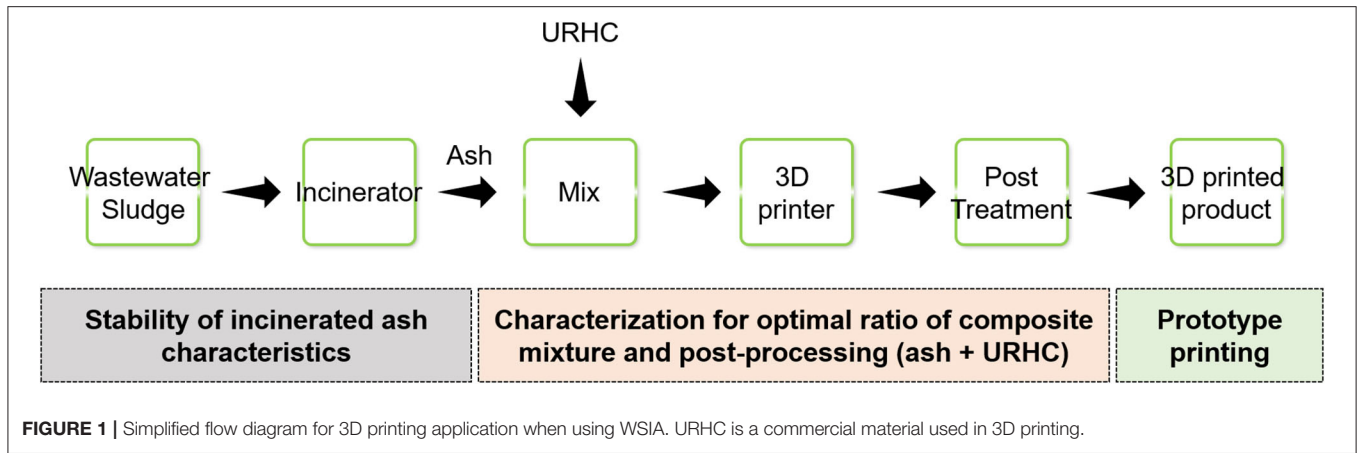 URHC
Wastewater
Sludge
Incinerator
Ash
Mix
3D
printer
Post
Treatment
3D printed
product
Stability of incinerated ash
characteristics
Characterization for optimal ratio of composite
mixture and post-processing (ash + URHC)
Prototype
printing
FIGURE 1 | Simplified flow diagram for 3D printing application when using WSIA. URHC is a commercial material used in 3D printing.